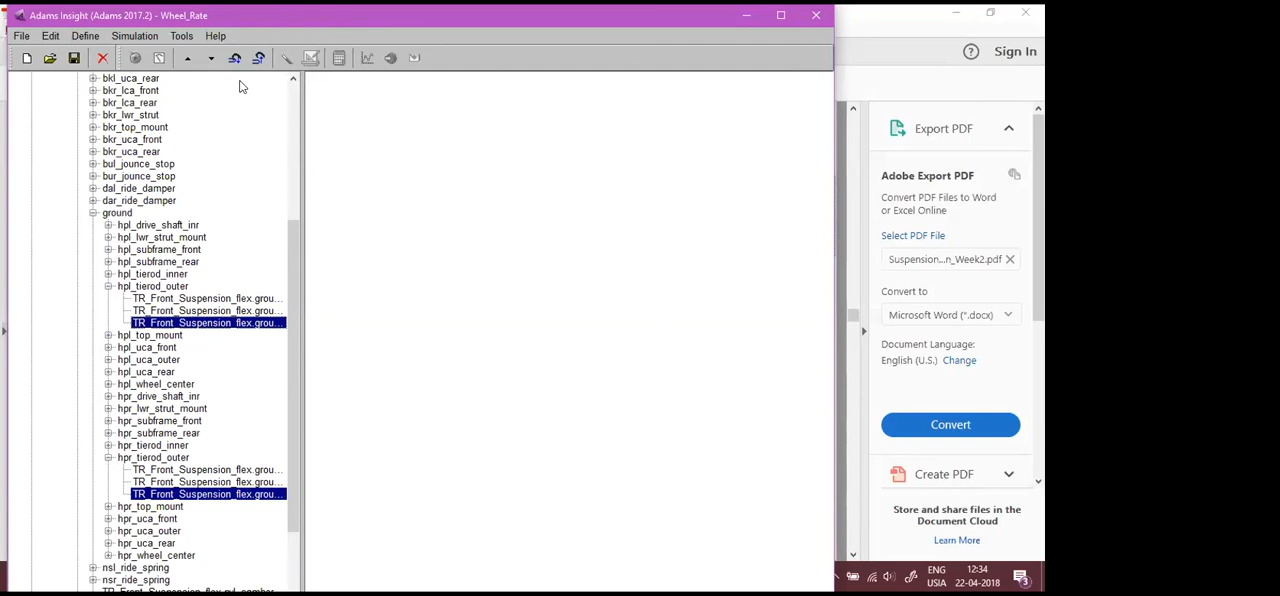 Adams Insight (Adams 2017.2) - Wheel_Rate
File Edit Define Simulation Tools Help
bkl_uca_rear
bkr_lca_front
bkr_lca_rear
bkr_lwr_strut
bkr_top_mount
bkr_uca_front
bkr_uca_rear
bul_jounce_stop
bur_jounce_stop
dal_ride_damper
dar_ride_damper
ground
hpl_drive_shaft_inr
hpl_lwr_strut_mount
hpl_subframe_front
hpl_subframe_rear
hpl_tierod_inner
hpl_tierod_outer
TR_Front_Suspension_flex.grou...
TR_Front_Suspension_flex.grou...
TR_Front_Suspension_flex.grou...
hpl_top_mount
hpl_uca_front
hpl_uca_outer
hpl_uca_rear
hpl_wheel_center
hpr_drive_shaft_inr
hpr_lwr_strut_mount
hpr_subframe_front
hpr_subframe_rear
hpr_tierod_inner
hpr_tierod_outer
TR_Front_Suspension_flex.grou...
TR_Front_Suspension_flex.grou...
TR_Front_Suspension_flex.grou...
hpr_top_mount
hpr_uca_front
hpr_uca_outer
hpr_uca_rear
hpr_wheel_center
nsl_ride_spring
nsr_ride_spring
Sign In
Export PDF
Adobe Export PDF
Convert PDF Files to Word
or Excel Online
Select PDF File
Suspension...n_Week2.pdf
Convert to
Microsoft Word (*.docx)
Document Language:
English (U.S.) Change
Convert
Create PDF
Store and share files in the
Document Cloud
Learn More
ENG
USIA
12:34
22-04-2018
3